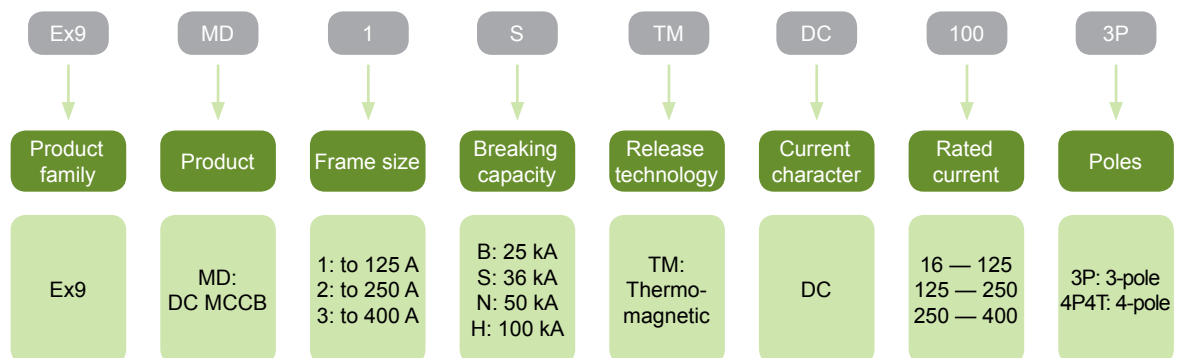 Ex9 MD 1 S TM DC 100 3P
Product family
Product
Frame size
Breaking capacity
Release technology
Current character
Rated current
Poles
Ex9
MD:
DC MCCB
1: to 125 A
2: to 250 A
3: to 400 A
B: 25 kA
S: 36 kA
N: 50 kA
H: 100 kA
TM:
Thermo-
magnetic
DC
16 — 125
125 — 250
250 — 400
3P: 3-pole
4P4T: 4-pole